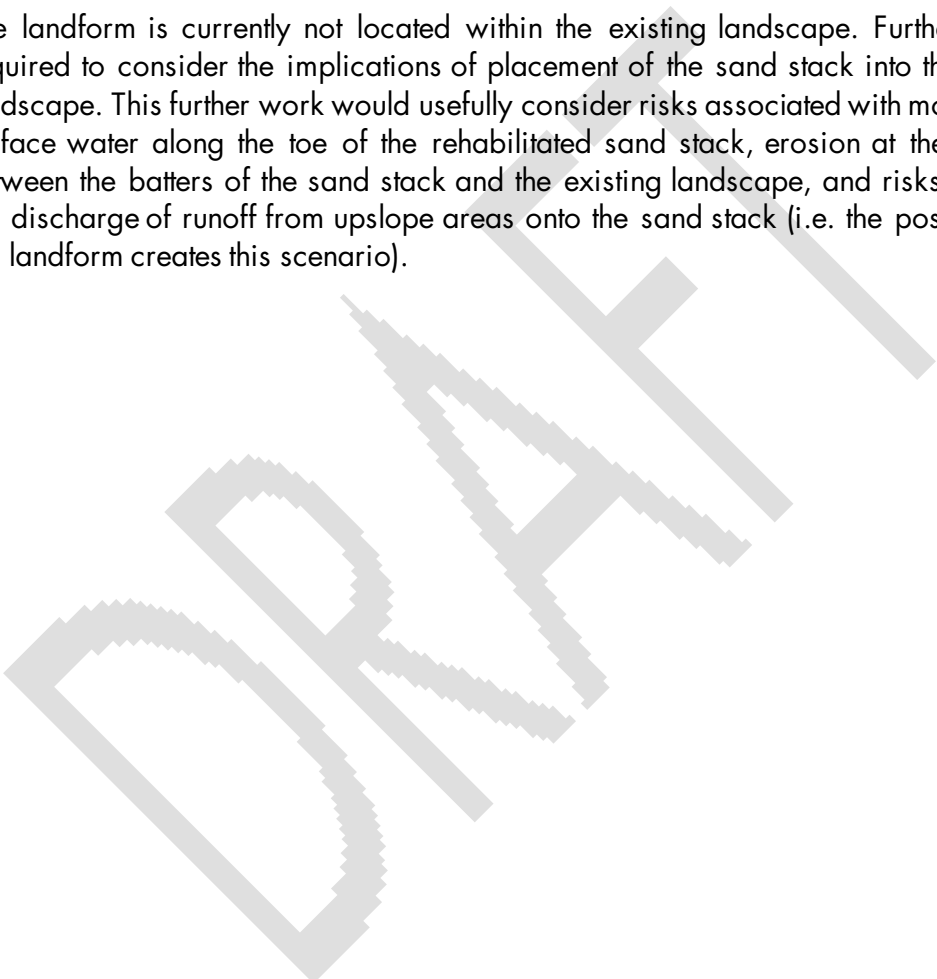 e landform is currently not located within the existing landscape. Furthe
quired to consider the implications of placement of the sand stack into th
dscape. This further work would usefully consider risks associated with mo
face water along the toe of the rehabilitated sand stack, erosion at the
tween the batters of the sand stack and the existing landscape, and risks
discharge of runoff from upslope areas onto the sand stack (i.e. the pos
landform creates this scenario).
DRAFT